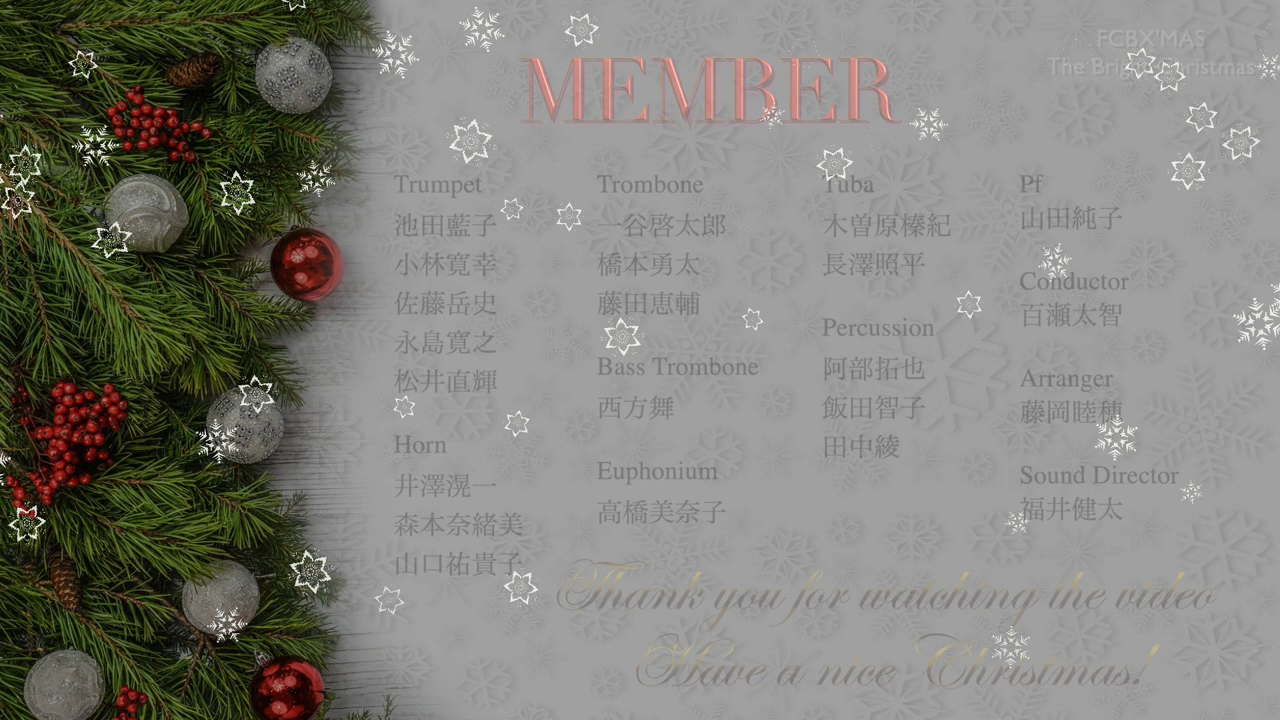 FCBX'MAS
The Bright Christmas
MEMBER
Trumpet
池田藍子
小林寛幸
佐藤岳史
永島寛之
松井直輝
Horn
井澤滉一
森本奈緒美
山口祐貴子
Trombone
一谷啓太郎
橋本勇太
藤田恵輔
Bass Trombone
西方舞
Euphonium
高橋美奈子
Tuba
木曽原榛紀
長澤照平
Percussion
阿部拓也
飯田智子
田中綾
Pf
山田純子
Conductor
百瀬太智
Arranger
藤岡睦穂
Sound Director
福井健太
Thank you for watching the video
Have a nice Christmas!